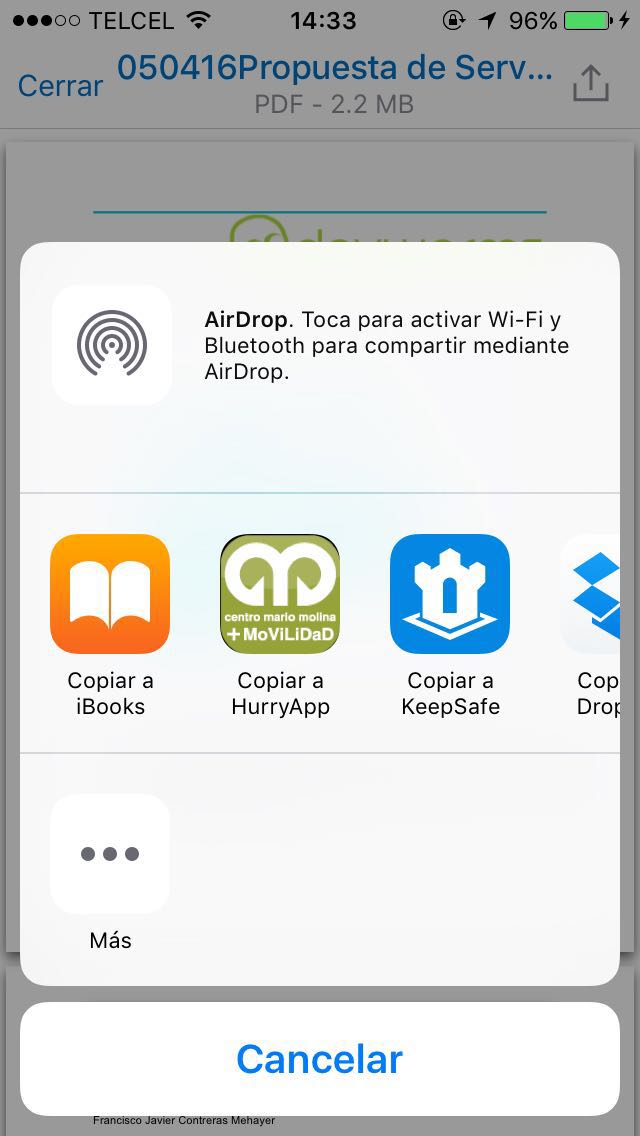 TELCEL 14:33 96%
Cerrar
050416Propuesta de Serv...
PDF - 2.2 MB
AirDrop. Toca para activar Wi-Fi y
Bluetooth para compartir mediante
AirDrop.
centro mario molina
+MoViLiDaD
Copiar a
iBooks
Copiar a
HurryApp
Copiar a
KeepSafe
Cop
Drop
Más
Cancelar
Francisco Javier Contreras Mehayer